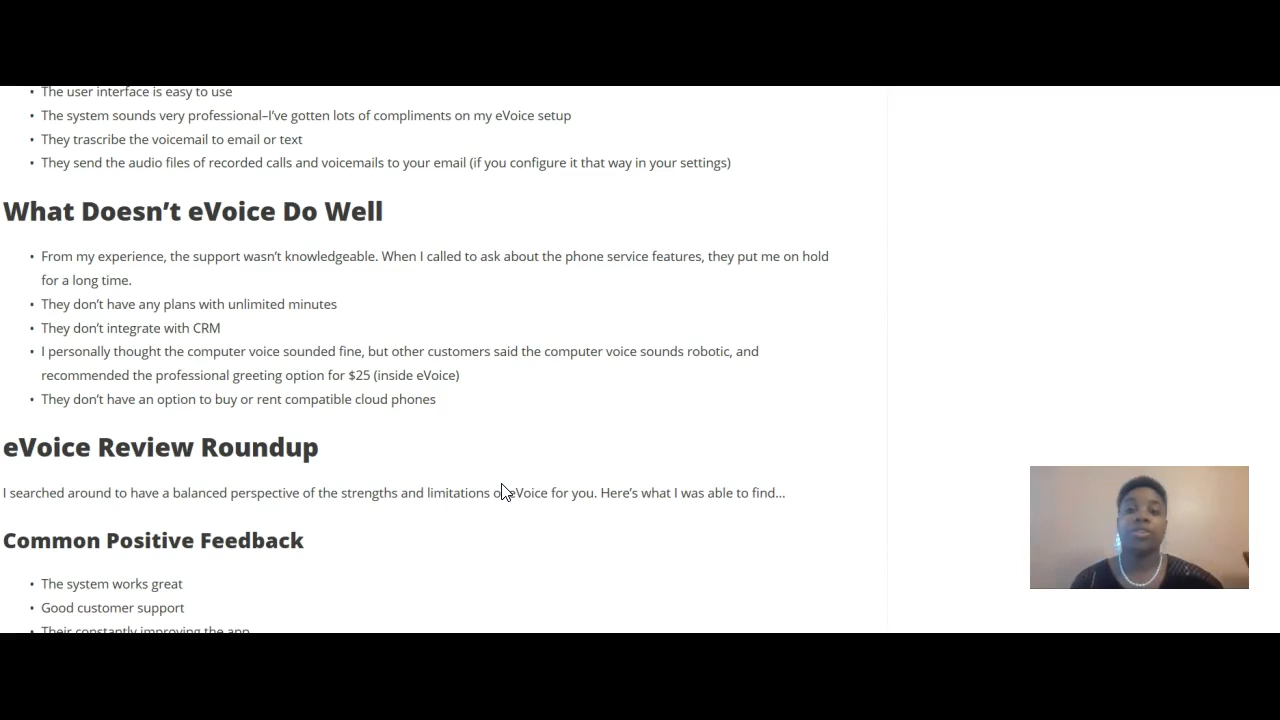 The user interface is easy to use
The system sounds very professional–I’ve gotten lots of compliments on my eVoice setup
They trascribe the voicemail to email or text
They send the audio files of recorded calls and voicemails to your email (if you configure it that way in your settings)
What Doesn’t eVoice Do Well
From my experience, the support wasn’t knowledgeable. When I called to ask about the phone service features, they put me on hold
for a long time.
They don’t have any plans with unlimited minutes
They don’t integrate with CRM
I personally thought the computer voice sounded fine, but other customers said the computer voice sounds robotic, and
recommended the professional greeting option for $25 (inside eVoice)
They don’t have an option to buy or rent compatible cloud phones
eVoice Review Roundup
I searched around to have a balanced perspective of the strengths and limitations of eVoice for you. Here’s what I was able to find...
Common Positive Feedback
The system works great
Good customer support
Their constantly improving the app